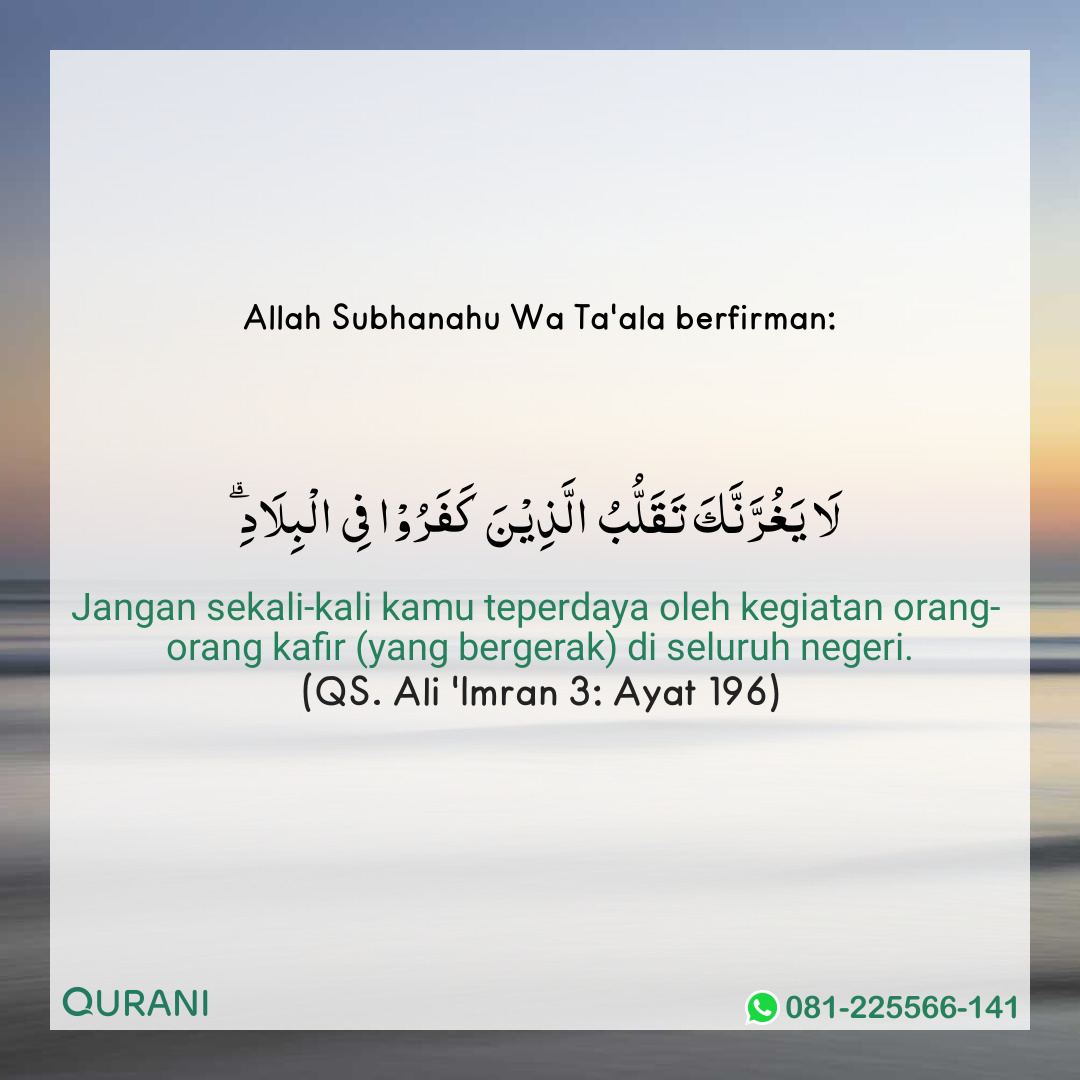 Allah Subhanahu Wa Ta'ala berfirman:
لَا يَغُرَّنَّكَ تَقَلُّبُ الَّذِيْنَ كَفَرُوْا فِى الْبِلَادِۗ
Jangan sekali-kali kamu teperdaya oleh kegiatan orang-
orang kafir (yang bergerak) di seluruh negeri.
(QS. Ali 'Imran 3: Ayat 196)
QURANI
081-225566-141